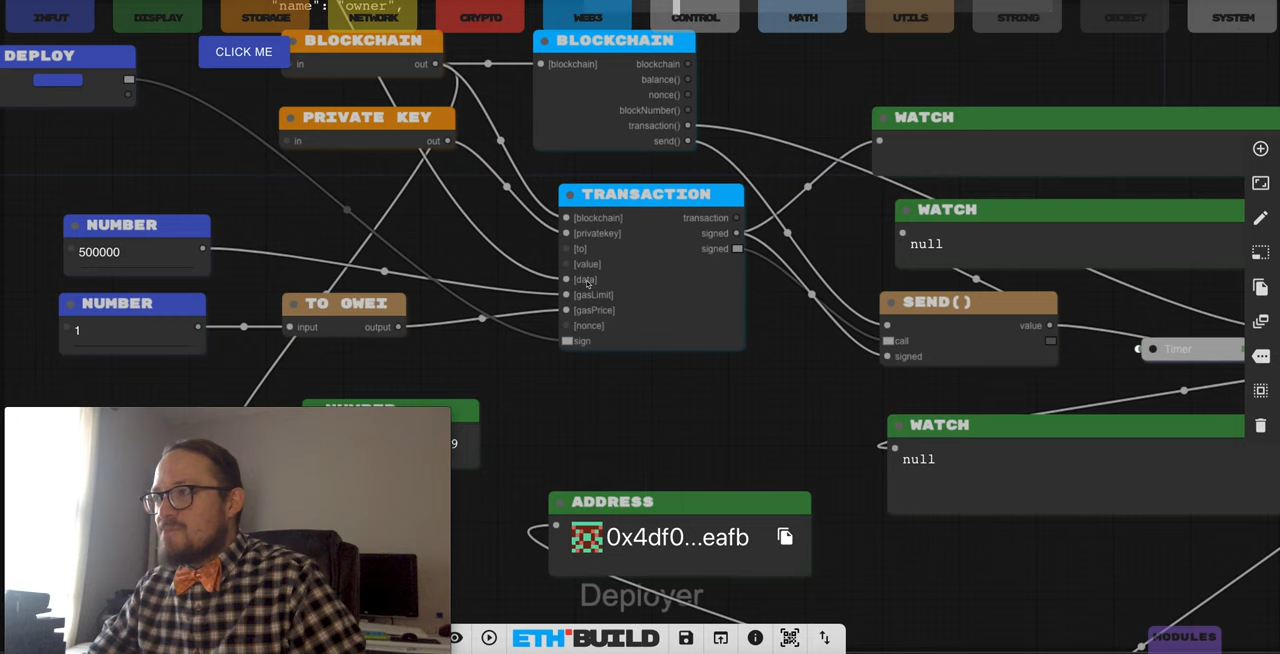 "name": "owner",
INPUT
DISPLAY
STORAGE
NETWORK
CRYPTO
WEB3
CONTROL
MATH
UTILS
STRING
OBJECT
SYSTEM
DEPLOY
CLICK ME
BLOCKCHAIN
in
out
BLOCKCHAIN
[blockchain]
blockchain
balance()
nonce()
blockNumber()
transaction()
send()
PRIVATE KEY
in
out
WATCH
TRANSACTION
[blockchain]
transaction
[privatekey]
signed
[to]
signed
[value]
[data]
[gasLimit]
[gasPrice]
[nonce]
sign
WATCH
null
NUMBER
500000
NUMBER
1
TO GWEI
input
output
SEND()
value
call
signed
Timer
NUMBER
9
WATCH
null
ADDRESS
0x4df0...eafb
Deployer
ETH BUILD
MODULES